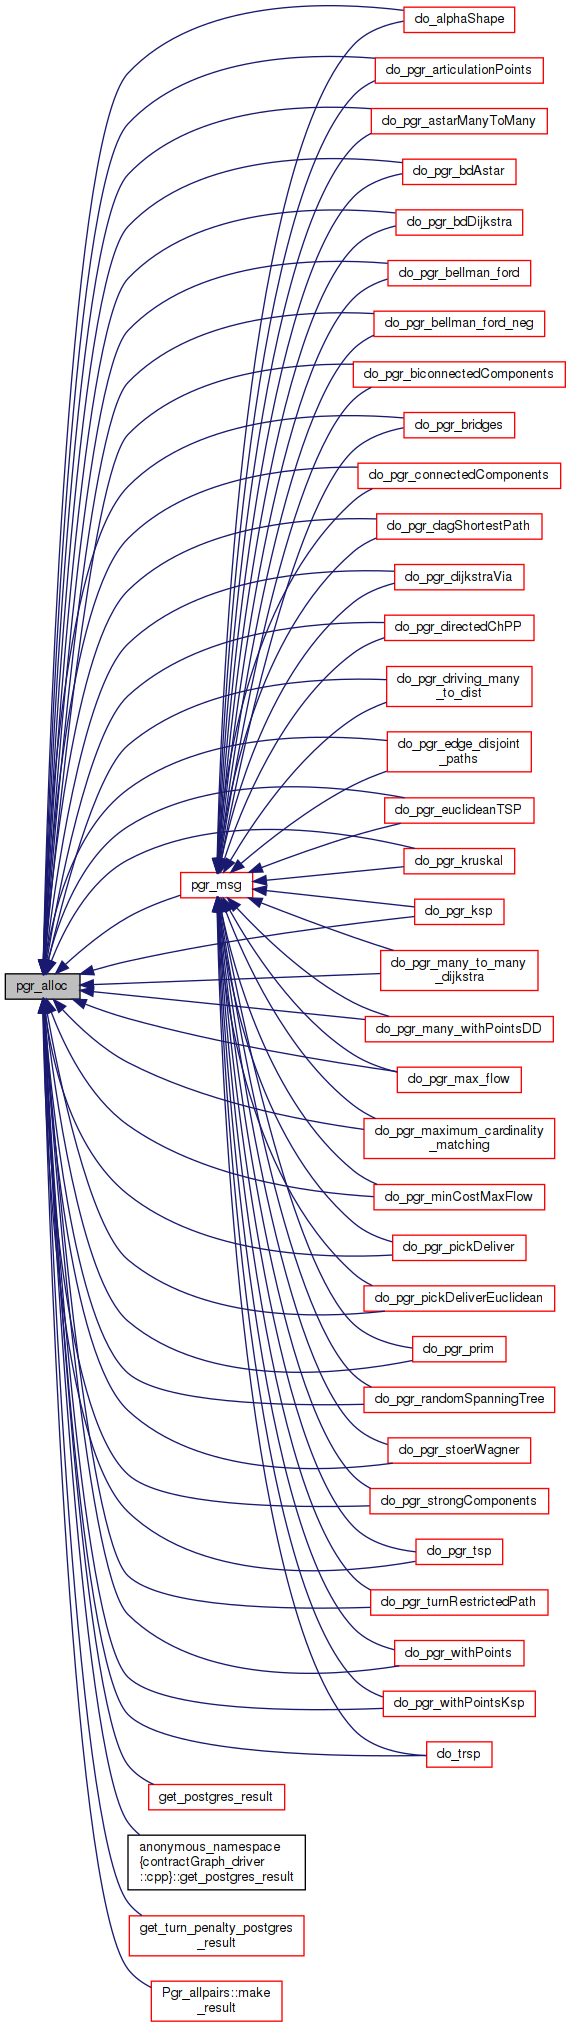 do_alphaShape
do_pgr_articulationPoints
do_pgr_astarManyToMany
do_pgr_bdAstar
do_pgr_bdDijkstra
do_pgr_bellman_ford
do_pgr_bellman_ford_neg
do_pgr_biconnectedComponents
do_pgr_bridges
do_pgr_connectedComponents
do_pgr_dagShortestPath
do_pgr_dijkstraVia
do_pgr_directedChPP
do_pgr_driving_many
_to_dist
do_pgr_edge_disjoint
_paths
do_pgr_euclideanTSP
do_pgr_kruskal
pgr_msg
do_pgr_ksp
do_pgr_many_to_many
_dijkstra
pgr_alloc
do_pgr_many_withPointsDD
do_pgr_max_flow
do_pgr_maximum_cardinality
_matching
do_pgr_minCostMaxFlow
do_pgr_pickDeliver
do_pgr_pickDeliverEuclidean
do_pgr_prim
do_pgr_randomSpanningTree
do_pgr_stoerWagner
do_pgr_strongComponents
do_pgr_tsp
do_pgr_turnRestrictedPath
do_pgr_withPoints
do_pgr_withPointsKsp
do_trsp
get_postgres_result
anonymous_namespace
{contractGraph_driver
::cpp}::get_postgres_result
get_turn_penalty_postgres
_result
Pgr_allpairs::make
_result